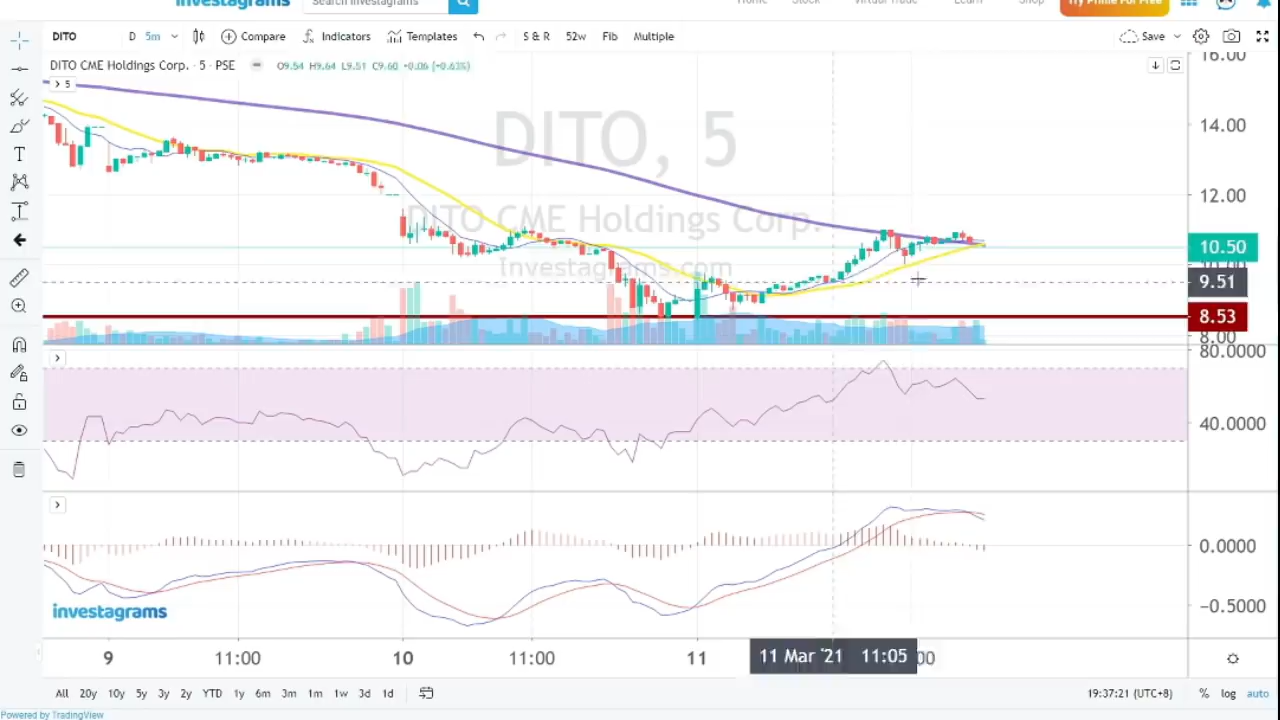 investagrams Search Investagrams Home Stock Virtual Trade Learn Shop Try Prime For Free
DITO D 5m Compare Indicators Templates S & R 52w Fib Multiple Save
DITO CME Holdings Corp. · 5 · PSE O9.54 H9.64 L9.51 C9.60 +0.06 (+0.63%)
5
DITO, 5
DITO CME Holdings Corp.
Investagrams.com
16.00
14.00
12.00
10.50
10.00
9.51
8.53
8.00
80.0000
40.0000
0.0000
-0.5000
investagrams
9 11:00 10 11:00 11 11 Mar '21 11:05 :00
All 20y 10y 5y 3y 2y YTD 1y 6m 3m 1m 1w 3d 1d 19:37:21 (UTC+8) % log auto
Powered by TradingView